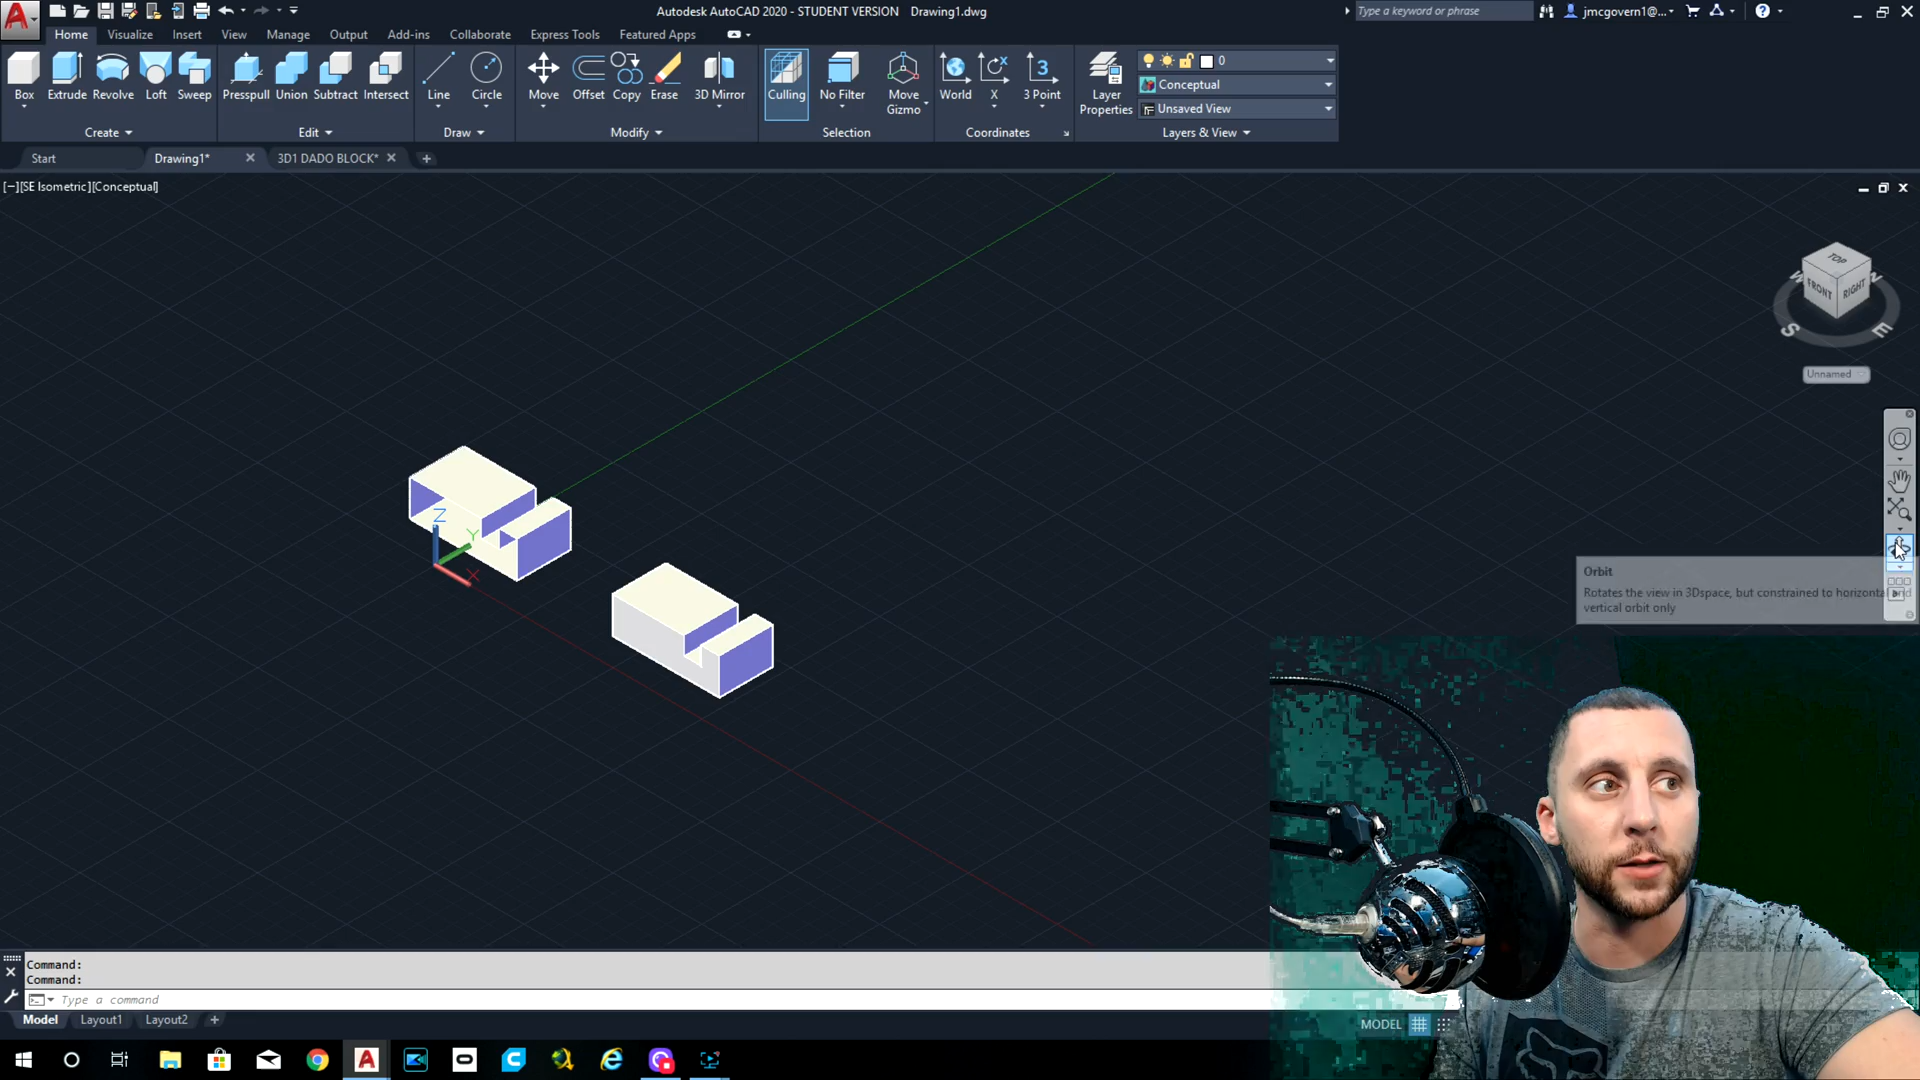 Autodesk AutoCAD 2020 - STUDENT VERSION Drawing1.dwg
Type a keyword or phrase
jmcgovern1@...
Home Visualize Insert View Manage Output Add-ins Collaborate Express Tools Featured Apps
Box Extrude Revolve Loft Sweep Presspull Union Subtract Intersect Line Circle Move Offset Copy Erase 3D Mirror Culling No Filter Move Gizmo World X 3 Point Layer Properties
0
Conceptual
Unsaved View
Create Edit Draw Modify Selection Coordinates Layers & View
Start Drawing1* 3D1 DADO BLOCK*
[−][SE Isometric][Conceptual]
TOP
FRONT RIGHT
W N
S E
Unnamed
Z
Y
X
Orbit
Rotates the view in 3Dspace, but constrained to horizontal and
vertical orbit only
Command:
Command:
Type a command
Model Layout1 Layout2
MODEL